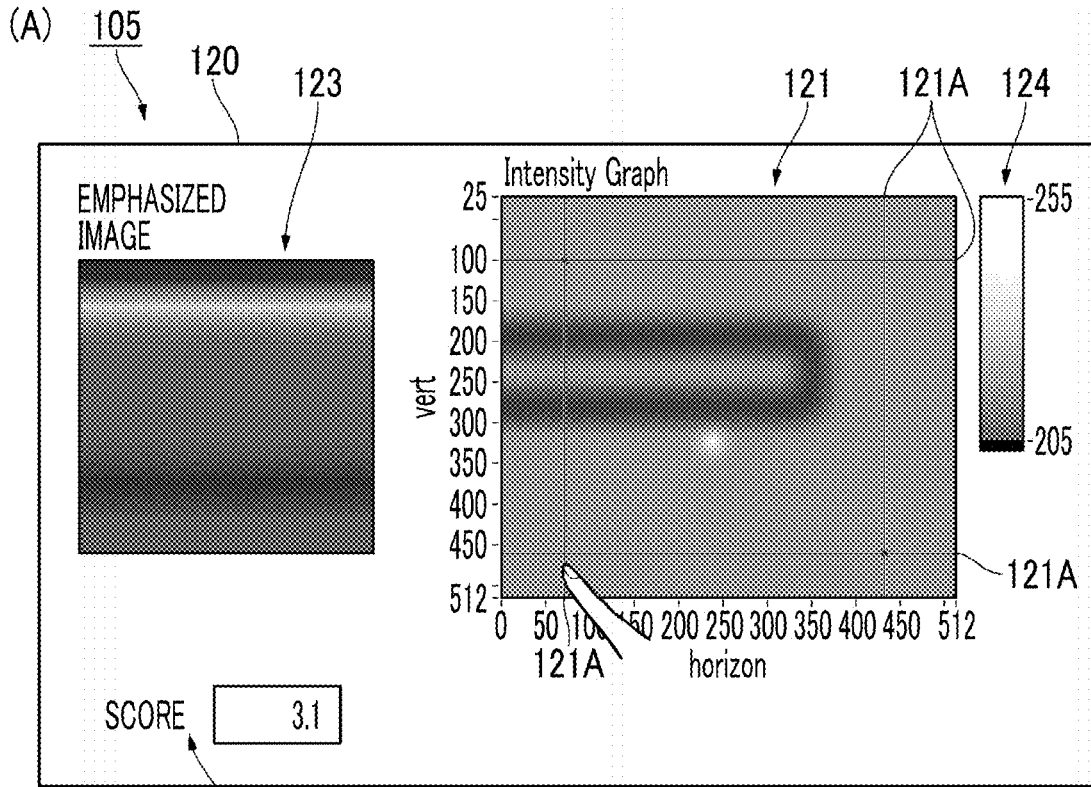 (A) 105
120
123
121
121A
124
EMPHASIZED
IMAGE
Intensity Graph
25
100
150
200
250
300
350
400
450
512
vert
0 50 100 150 200 250 300 350 400 450 512
horizon
255
205
121A
121A
SCORE 3.1